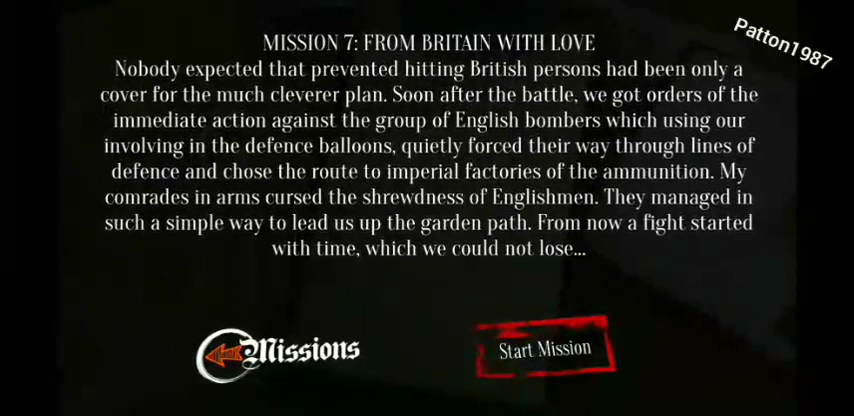 Patton1987
MISSION 7: FROM BRITAIN WITH LOVE
Nobody expected that prevented hitting British persons had been only a
cover for the much cleverer plan. Soon after the battle, we got orders of the
immediate action against the group of English bombers which using our
involving in the defence balloons, quietly forced their way through lines of
defence and chose the route to imperial factories of the ammunition. My
comrades in arms cursed the shrewdness of Englishmen. They managed in
such a simple way to lead us up the garden path. From now a fight started
with time, which we could not lose...
Missions
Start Mission